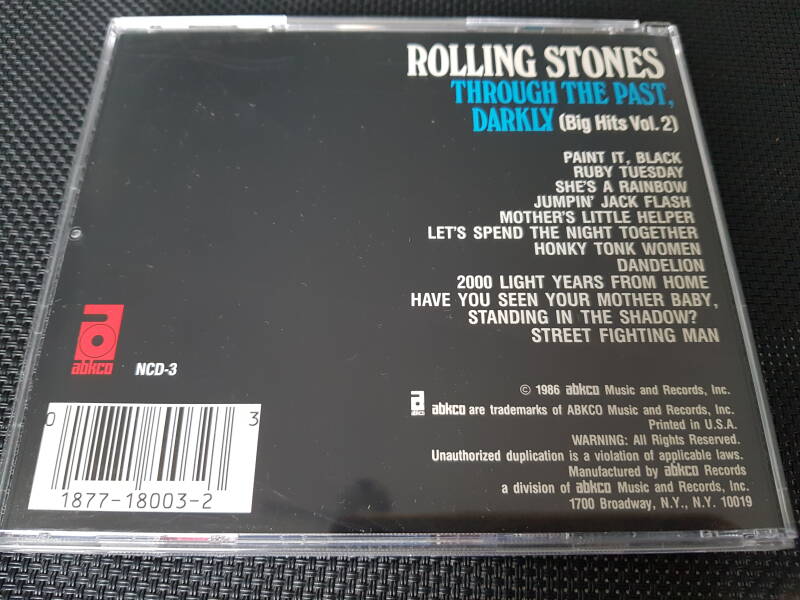 ROLLING STONES
THROUGH THE PAST,
DARKLY (Big Hits Vol. 2)
PAINT IT, BLACK
RUBY TUESDAY
SHE'S A RAINBOW
JUMPIN' JACK FLASH
MOTHER'S LITTLE HELPER
LET'S SPEND THE NIGHT TOGETHER
HONKY TONK WOMEN
DANDELION
2000 LIGHT YEARS FROM HOME
HAVE YOU SEEN YOUR MOTHER BABY,
STANDING IN THE SHADOW?
STREET FIGHTING MAN
abkco NCD-3
0 3
1877-18003-2
© 1986 abkco Music and Records, Inc.
a abkco abkco are trademarks of ABKCO Music and Records, Inc.
Printed in U.S.A.
WARNING: All Rights Reserved.
Unauthorized duplication is a violation of applicable laws.
Manufactured by abkco Records
a division of abkco Music and Records, Inc.
1700 Broadway, N.Y., N.Y. 10019